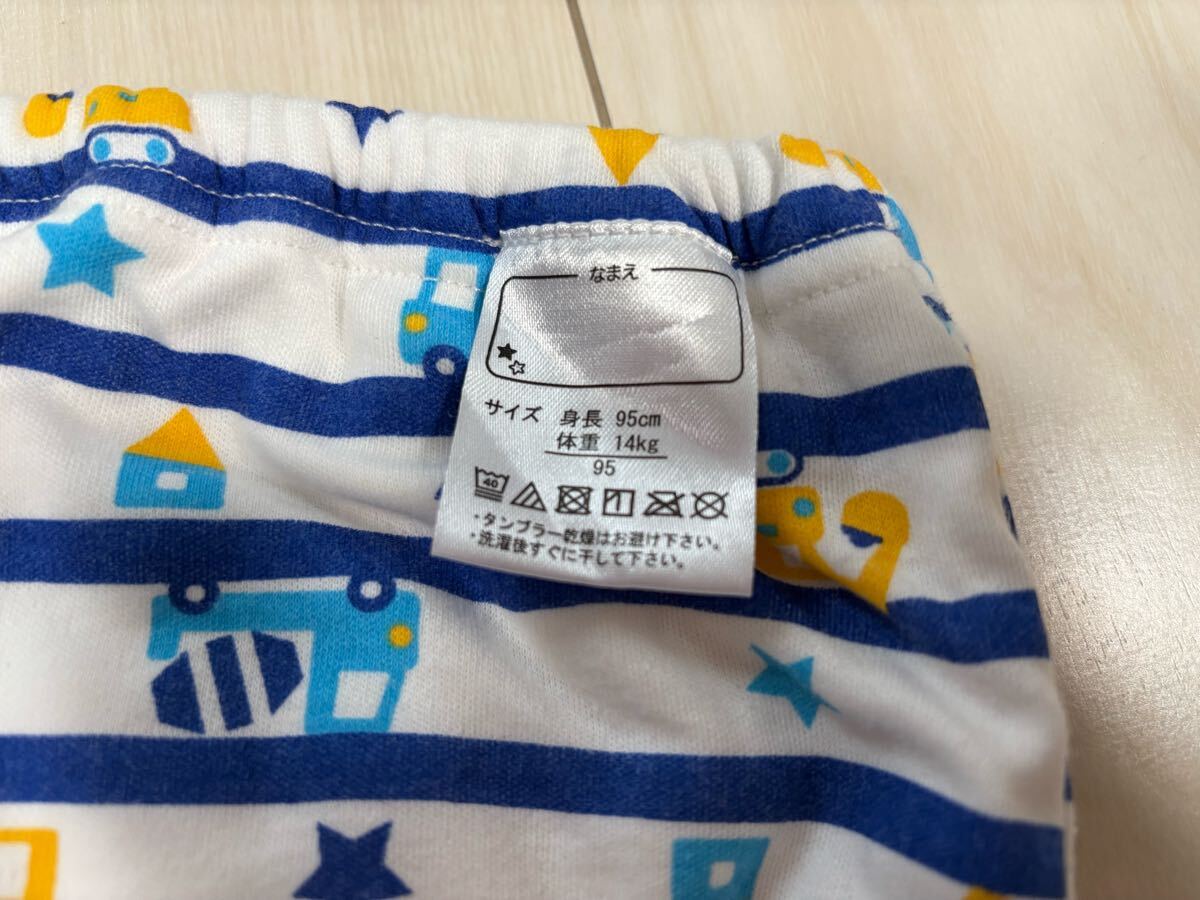 なまえ
サイズ 身長 95cm
体重 14kg
95
40
・タンブラー乾燥はお避け下さい。
・洗濯後すぐに干して下さい。